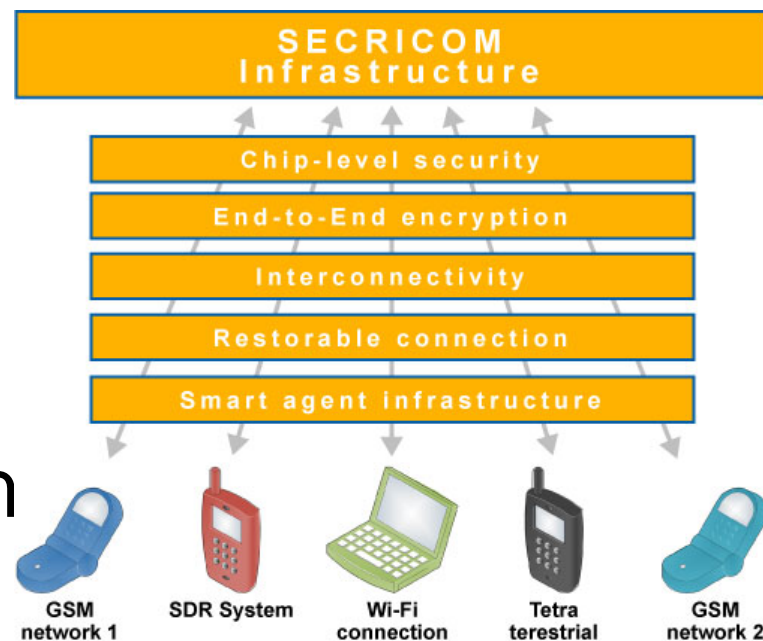 SECRICOM
Infrastructure
Chip-level security
End-to-End encryption
Interconnectivity
Restorable connection
Smart agent infrastructure
n
GSM
network 1
SDR System
Wi-Fi
connection
Tetra
terestrial
GSM
network 2